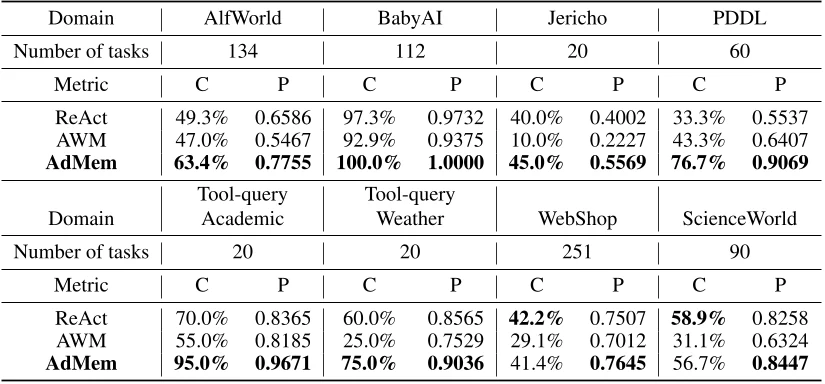 Domain AlfWorld BabyAI Jericho PDDL
Number of tasks 134 112 20 60
Metric C P C P C P C P
ReAct 49.3% 0.6586 97.3% 0.9732 40.0% 0.4002 33.3% 0.5537
AWM 47.0% 0.5467 92.9% 0.9375 10.0% 0.2227 43.3% 0.6407
AdMem 63.4% 0.7755 100.0% 1.0000 45.0% 0.5569 76.7% 0.9069
Tool-query Tool-query
Domain Academic Weather WebShop ScienceWorld
Number of tasks 20 20 251 90
Metric C P C P C P C P
ReAct 70.0% 0.8365 60.0% 0.8565 42.2% 0.7507 58.9% 0.8258
AWM 55.0% 0.8185 25.0% 0.7529 29.1% 0.7012 31.1% 0.6324
AdMem 95.0% 0.9671 75.0% 0.9036 41.4% 0.7645 56.7% 0.8447